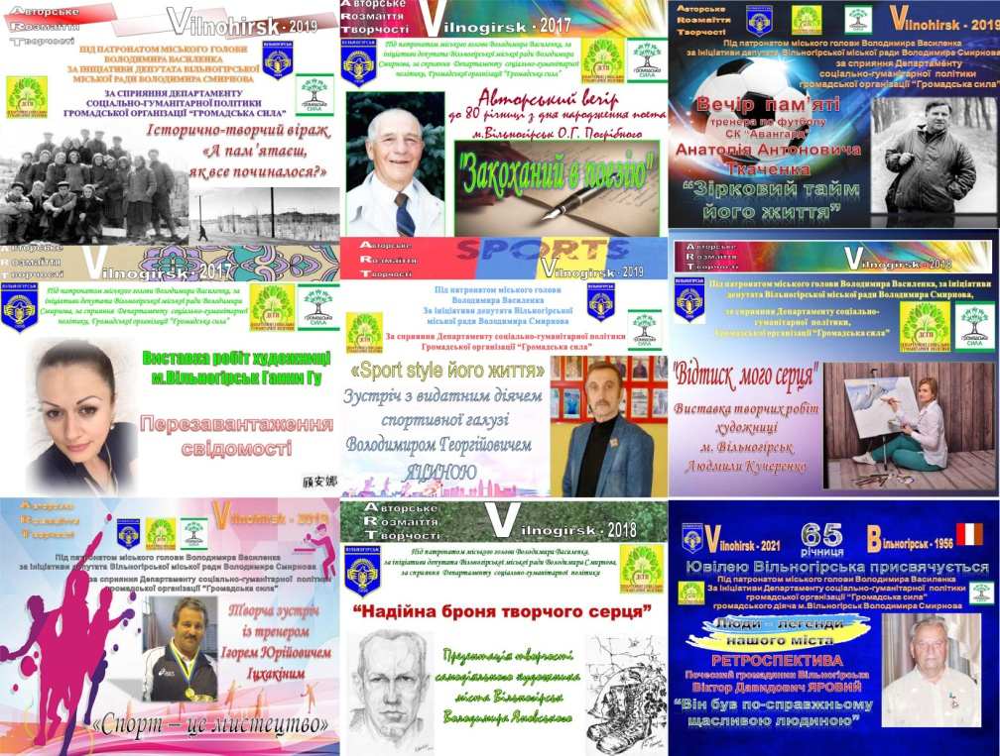 Авторське
Розмаїття
Творчості
Vilnohirsk - 2019
ПІД ПАТРОНАТОМ МІСЬКОГО ГОЛОВИ
ВОЛОДИМИРА ВАСИЛЕНКА
ЗА ІНІЦІАТИВИ ДЕПУТАТА ВІЛЬНОГІРСЬКОЇ
МІСЬКОЇ РАДИ ВОЛОДИМИРА СМИРНОВА
ЗА СПРИЯННЯ ДЕПАРТАМЕНТУ
СОЦІАЛЬНО-ГУМАНІТАРНОЇ ПОЛІТИКИ
ГРОМАДСЬКОЇ ОРГАНІЗАЦІЇ "ГРОМАДСЬКА СИЛА"
Історично-творчий віраж
«А пам'ятаєш,
як все починалося?»
Авторське
Розмаїття
Творчості
Vilnogirsk - 2017
Під патронатом міського голови Володимира Василенка, за
ініціативи депутата Вільногірської міської ради Володимира
Смирнова, за сприяння Департаменту соціально-гуманітарної
політики, Громадської організації "Громадська сила"
Авторський вечір
до 80 річниці з дня народження поета
м.Вільногірськ О.Г. Погрібного
"Закоханий в поезію"
Авторське
Розмаїття
Творчості
Vilnohirsk - 2019
Під патронатом міського голови Володимира Василенка
за ініціативи депутата Вільногірської міської ради Володимира Смирнова
за сприяння Департаменту
соціально-гуманітарної політики
громадської організації "Громадська сила"
Вечір пам'яті
тренера по футболу
СК "Авангард"
Анатолія Антоновича
Ткаченка
"Зірковий тайм
його життя"
Авторське
Розмаїття
Творчості
Vilnogirsk - 2017
Під патронатом міського голови Володимира Василенка, за
ініціативи депутата Вільногірської міської ради Володимира
Смирнова, за сприяння Департаменту соціально-гуманітарної
політики, Громадської організації "Громадська сила"
Виставка робіт художниці
м.Вільногірськ Ганни Гу
Перезавантаження
свідомості
顾安娜
Авторське
Розмаїття
Творчості
SPORTS
Vilnogirsk - 2019
Під патронатом міського голови
Володимира Василенка
За ініціативи депутата Вільногірської
міської ради Володимира Смирнова
За сприяння Департаменту соціально-гуманітарної політики
Громадської організації "Громадська сила"
«Sport style його життя»
Зустріч з видатним діячем
спортивної галузі
Володимиром Георгійовичем
ЯЦИНОЮ
Авторське
Розмаїття
Творчості
Vilnogirsk - 2018
Під патронатом міського голови Володимира Василенка, за ініціативи
депутата Вільногірської міської ради Володимира Смирнова,
за сприяння Департаменту соціально-
гуманітарної політики,
Громадської організації "Громадська сила"
"Відтиск мого серця"
Виставка творчих робіт
художниці
м. Вільногірськ
Людмили Кучеренко
Авторське
Розмаїття
Творчості
Vilnohirsk - 2019
Під патронатом міського голови Володимира Василенка
за ініціативи депутата Вільногірської міської ради Володимира Смирнова
за сприяння Департаменту соціально-гуманітарної політики
громадської організації "Громадська сила"
Творча зустріч
із тренером
Ігорем Юрійовичем
Іцхакіним
«Спорт – це мистецтво»
Авторське
Розмаїття
Творчості
Vilnogirsk - 2018
Під патронатом міського голови Володимира Василенка,
за ініціативи депутата Вільногірської міської ради Володимира Смирнова,
за сприяння Департаменту соціально-гуманітарної політики
"Надійна броня творчого серця"
Презентація творчості
самодіяльного художника
міста Вільногірськ
Володимира Яновського
Vilnohirsk - 2021
65
річниця
Вільногірськ - 1956
Ювілею Вільногірська присвячується
Під патронатом міського голови Володимира Василенка
За ініціативи Департаменту соціально-гуманітарної політики
громадської організації "Громадська сила"
громадського діяча м.Вільногірськ Володимира Смирнова
Люди – легенди
нашого міста
РЕТРОСПЕКТИВА
Почесний громадянин Вільногірська
Віктор Давидович ЯРОВИЙ
"Він був по-справжньому
щасливою людиною"